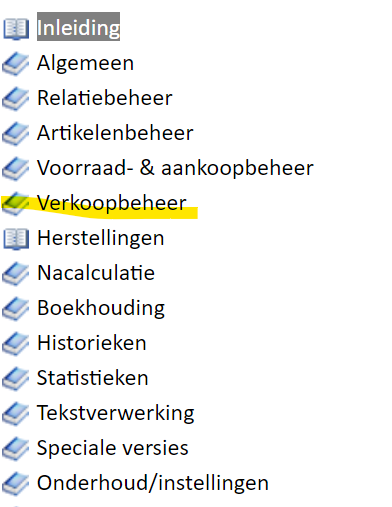 Inleiding
Algemeen
Relatiebeheer
Artikelenbeheer
Voorraad- & aankoopbeheer
Verkoopbeheer
Herstellingen
Nacalculatie
Boekhouding
Historieken
Statistieken
Tekstverwerking
Speciale versies
Onderhoud/instellingen